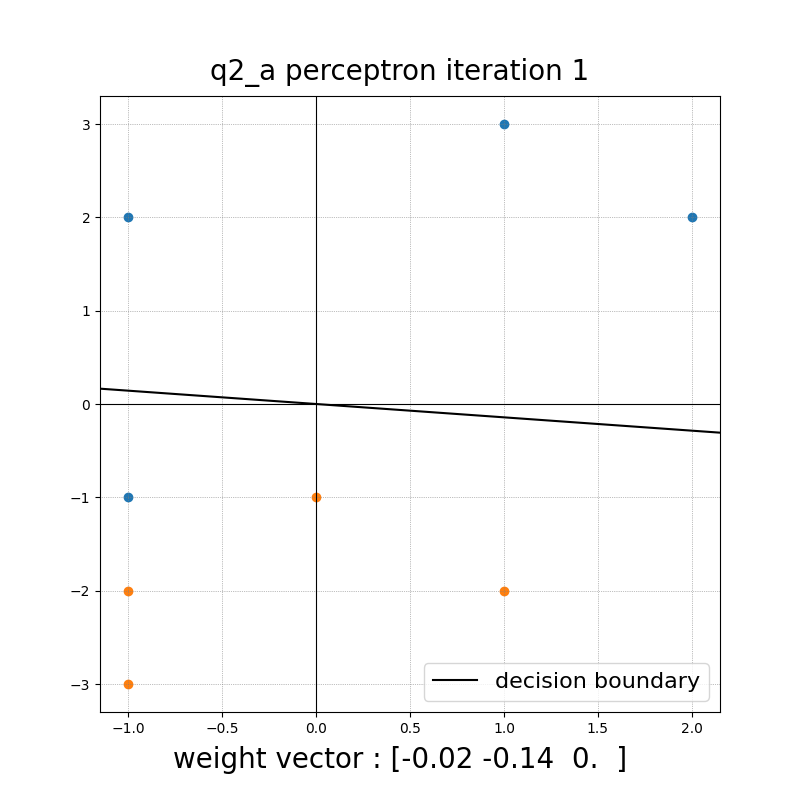 q2_a perceptron iteration 1
3
2
1
0
−1
−2
−3
decision boundary
−1.0 −0.5 0.0 0.5 1.0 1.5 2.0
weight vector : [-0.02 -0.14 0. ]